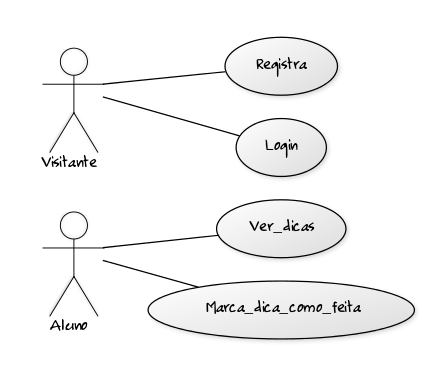 Registra
Visitante
Login
Ver_dicas
Marca_dica_como_feita
Aluno